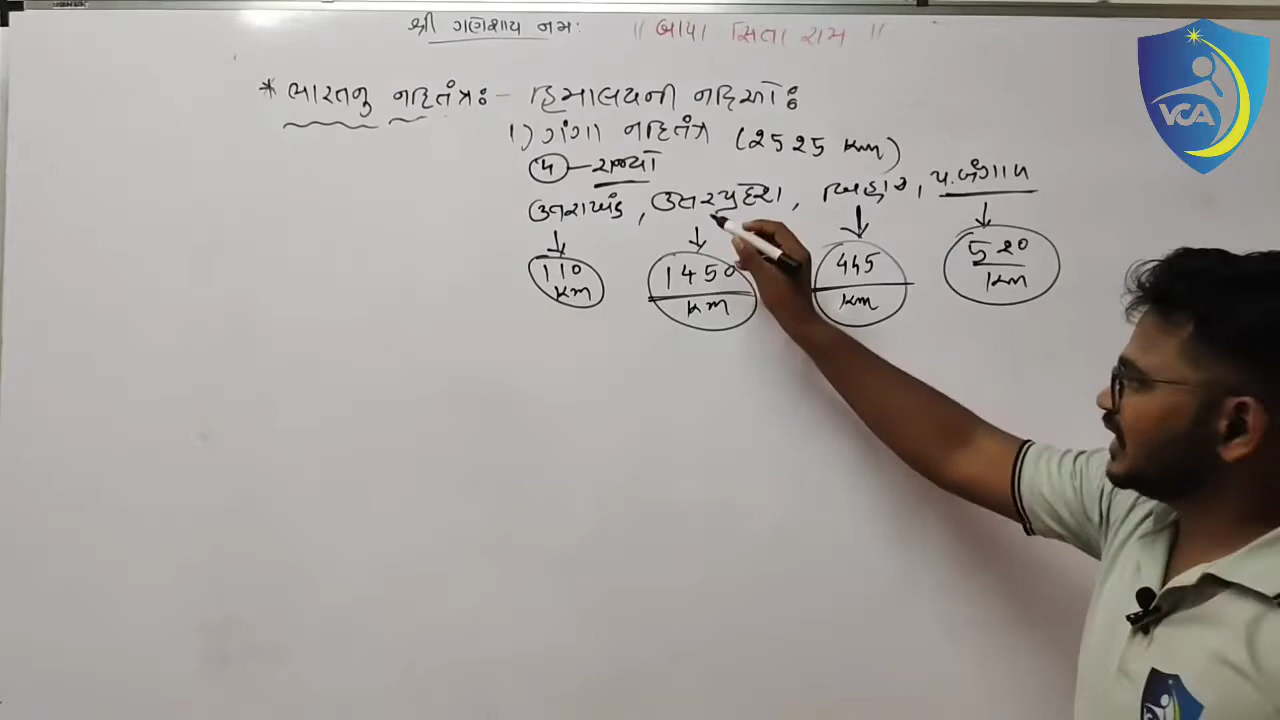 શ્રી ગણેશાય નમઃ ॥ બાપા સિતા રામ ॥
* ભારતનુ નદિતંત્રઃ - હિમાલયની નદિઓઃ
1) ગંગા નદિતંત્ર (2525 km)
૫ - રાજ્યો
ઉત્તરાખંડ, ઉત્તરપ્રદેશ, બિહાર, પ.બંગાળ
110 km 1450 km 445 km 520 km
VCA